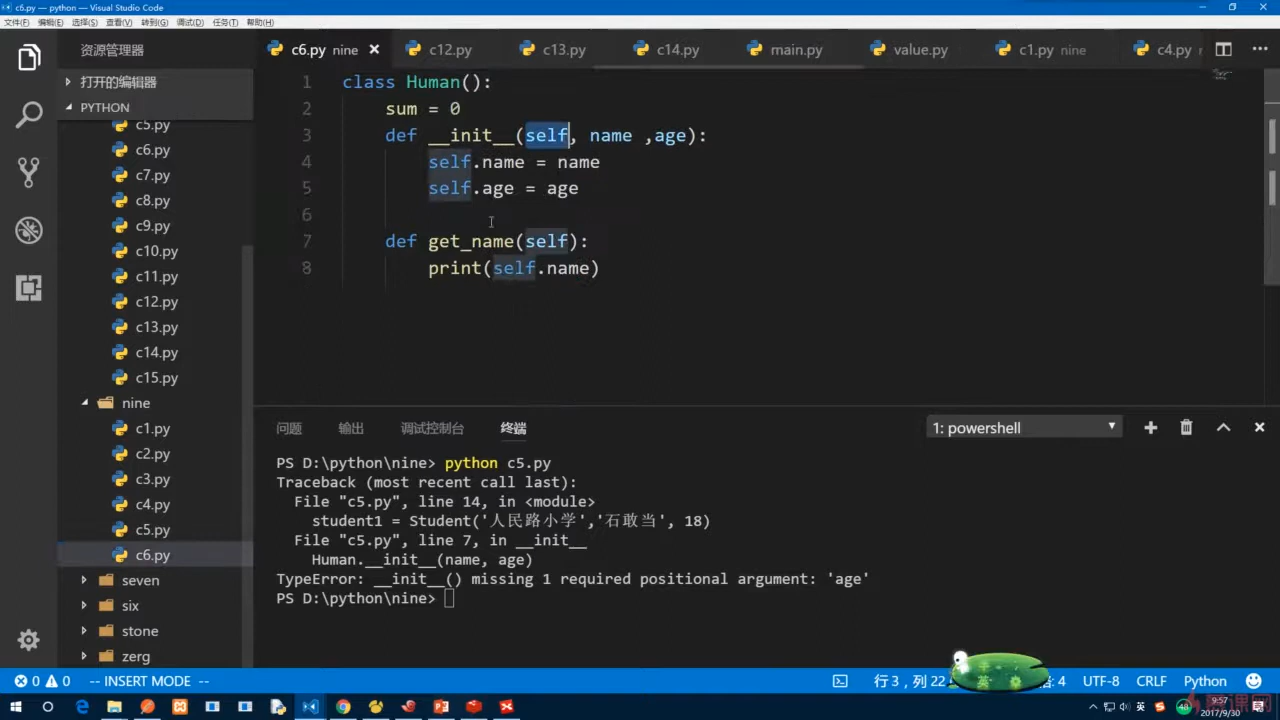 c6.py - python - Visual Studio Code
文件(F) 编辑(E) 选择(S) 查看(V) 转到(G) 调试(D) 任务(T) 帮助(H)
资源管理器
打开的编辑器
PYTHON
c5.py
c6.py
c7.py
c8.py
c9.py
c10.py
c11.py
c12.py
c13.py
c14.py
c15.py
nine
c1.py
c2.py
c3.py
c4.py
c5.py
c6.py
seven
six
stone
zerg
c6.py nine c12.py c13.py c14.py main.py value.py c1.py nine c4.py
1 class Human():
2 sum = 0
3 def __init__(self, name ,age):
4 self.name = name
5 self.age = age
6
7 def get_name(self):
8 print(self.name)
问题 输出 调试控制台 终端 1: powershell
PS D:\python\nine> python c5.py
Traceback (most recent call last):
File "c5.py", line 14, in <module>
student1 = Student('人民路小学','石敢当', 18)
File "c5.py", line 7, in __init__
Human.__init__(name, age)
TypeError: __init__() missing 1 required positional argument: 'age'
PS D:\python\nine>
0 0 -- INSERT MODE -- 行 3，列 22 4 UTF-8 CRLF Python
英 9:57
2017/9/30